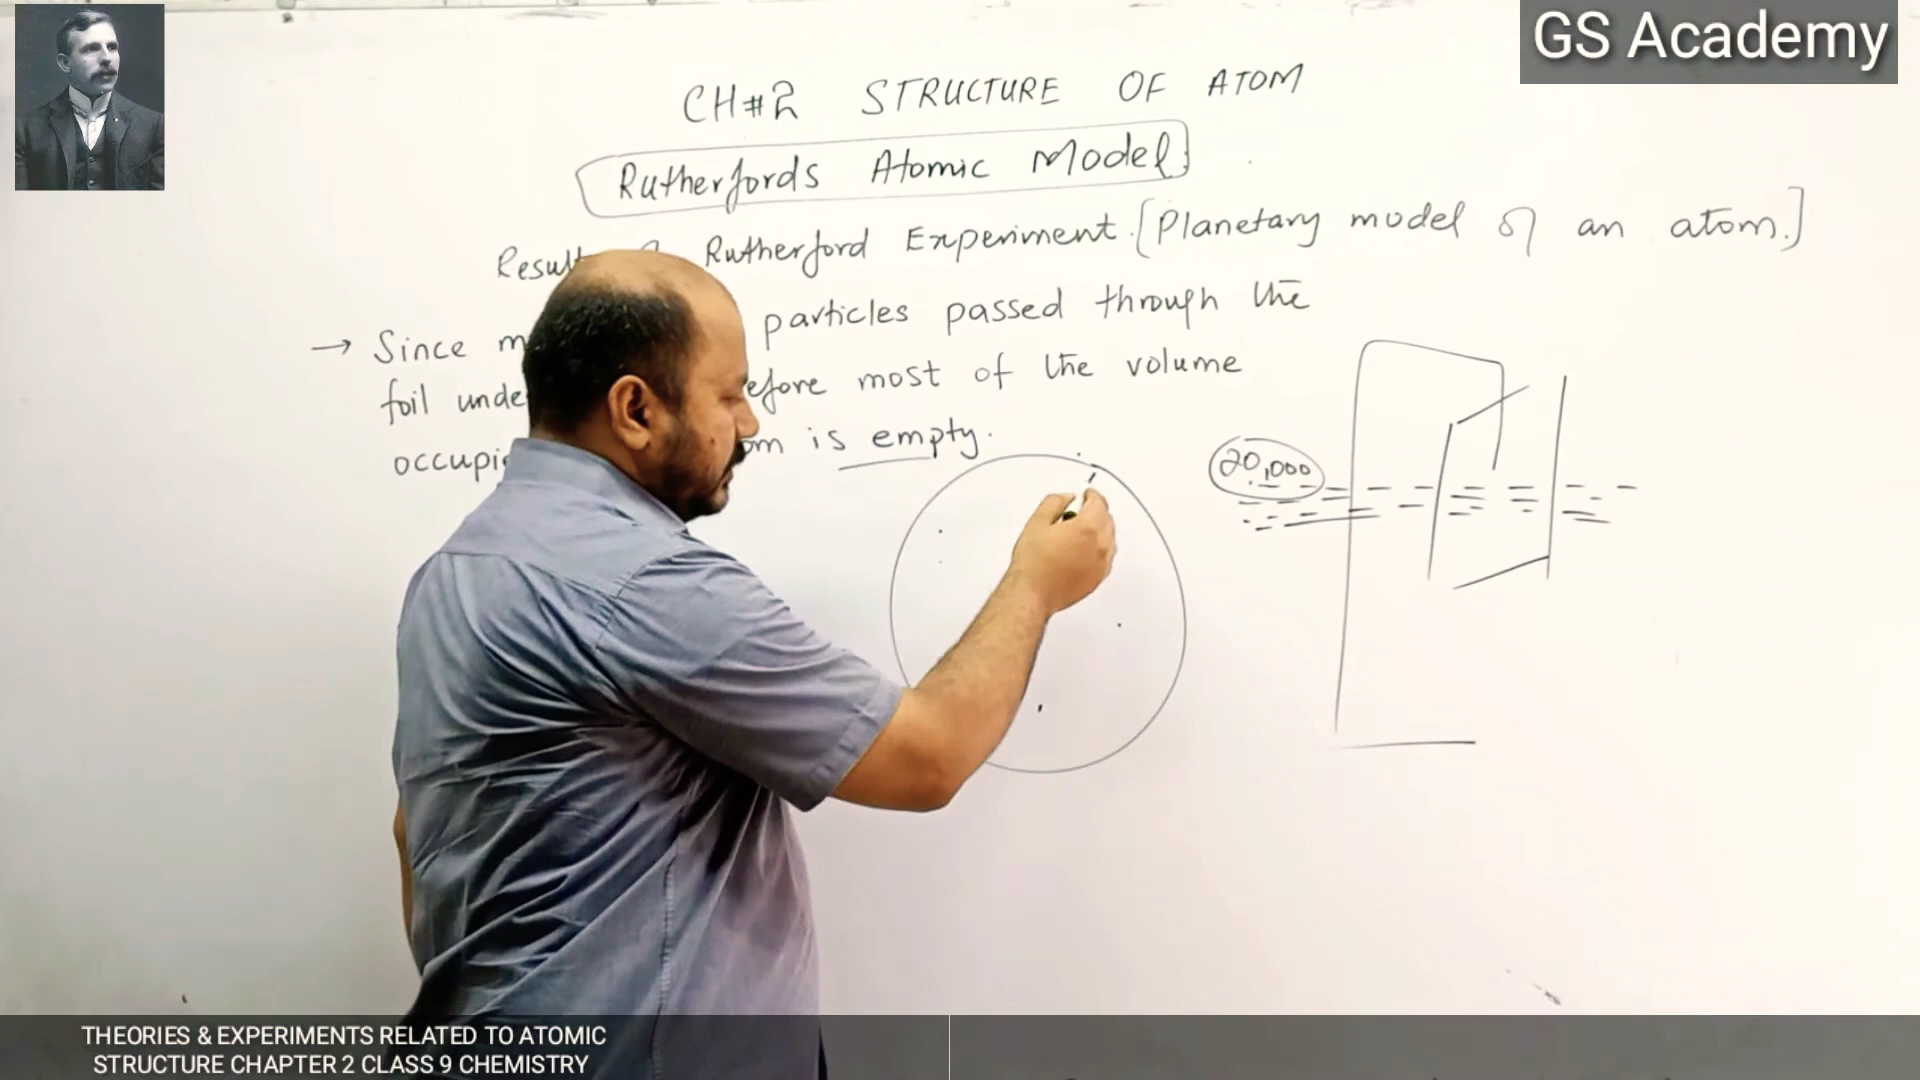 GS Academy
CH#2 STRUCTURE OF ATOM
Rutherfords Atomic Model
Rutherford Experiment. [Planetary model of an atom.]
→ Since particles passed through the
foil most of the volume
is empty.
20,000
THEORIES & EXPERIMENTS RELATED TO ATOMIC
STRUCTURE CHAPTER 2 CLASS 9 CHEMISTRY